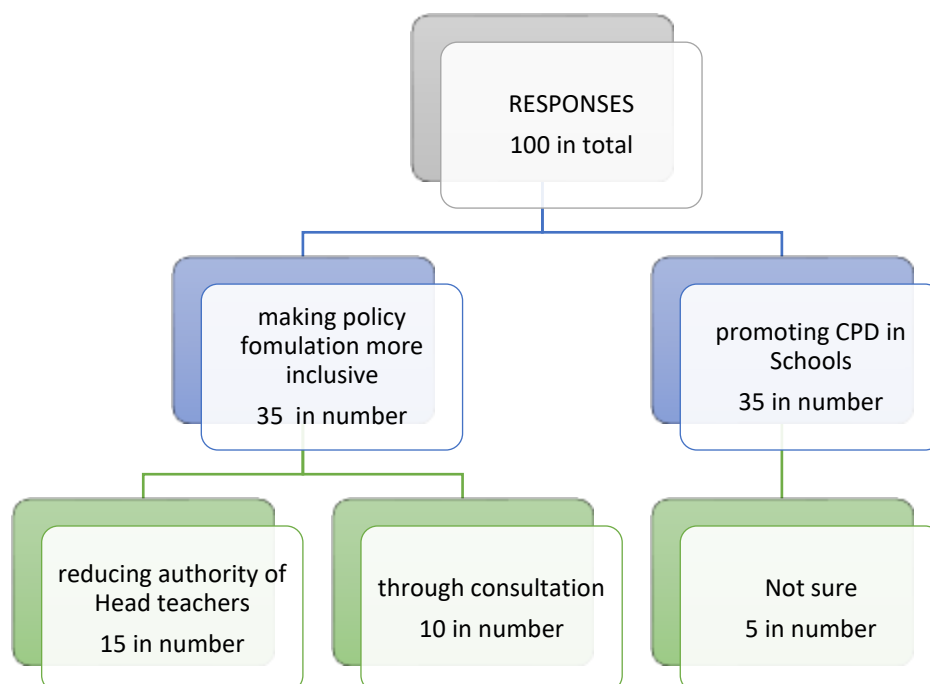 RESPONSES
100 in total
making policy
fomulation more
inclusive
35 in number
promoting CPD in
Schools
35 in number
reducing authority of
Head teachers
15 in number
through consultation
10 in number
Not sure
5 in number